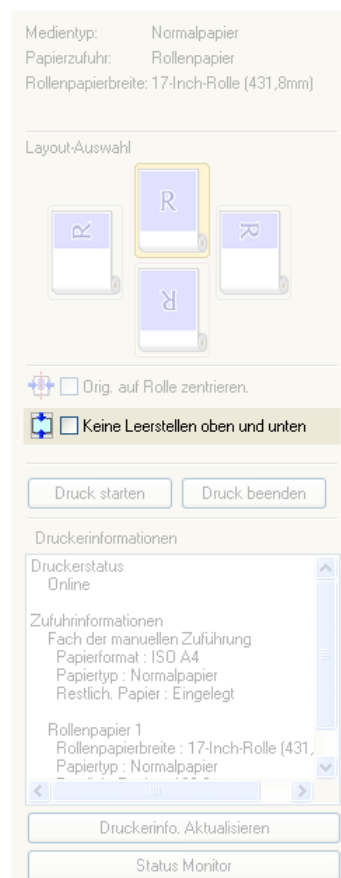 Medientyp: Normalpapier
Papierzufuhr: Rollenpapier
Rollenpapierbreite: 17-Inch-Rolle (431,8mm)
Layout-Auswahl
R
R
R
R
Orig. auf Rolle zentrieren.
Keine Leerstellen oben und unten
Druck starten Druck beenden
Druckerinformationen
Druckerstatus
Online
Zufuhrinformationen
Fach der manuellen Zuführung
Papierformat : ISO A4
Papiertyp : Normalpapier
Restlich. Papier : Eingelegt
Rollenpapier 1
Rollenpapierbreite : 17-Inch-Rolle (431,
Papiertyp : Normalpapier
Druckerinfo. Aktualisieren
Status Monitor